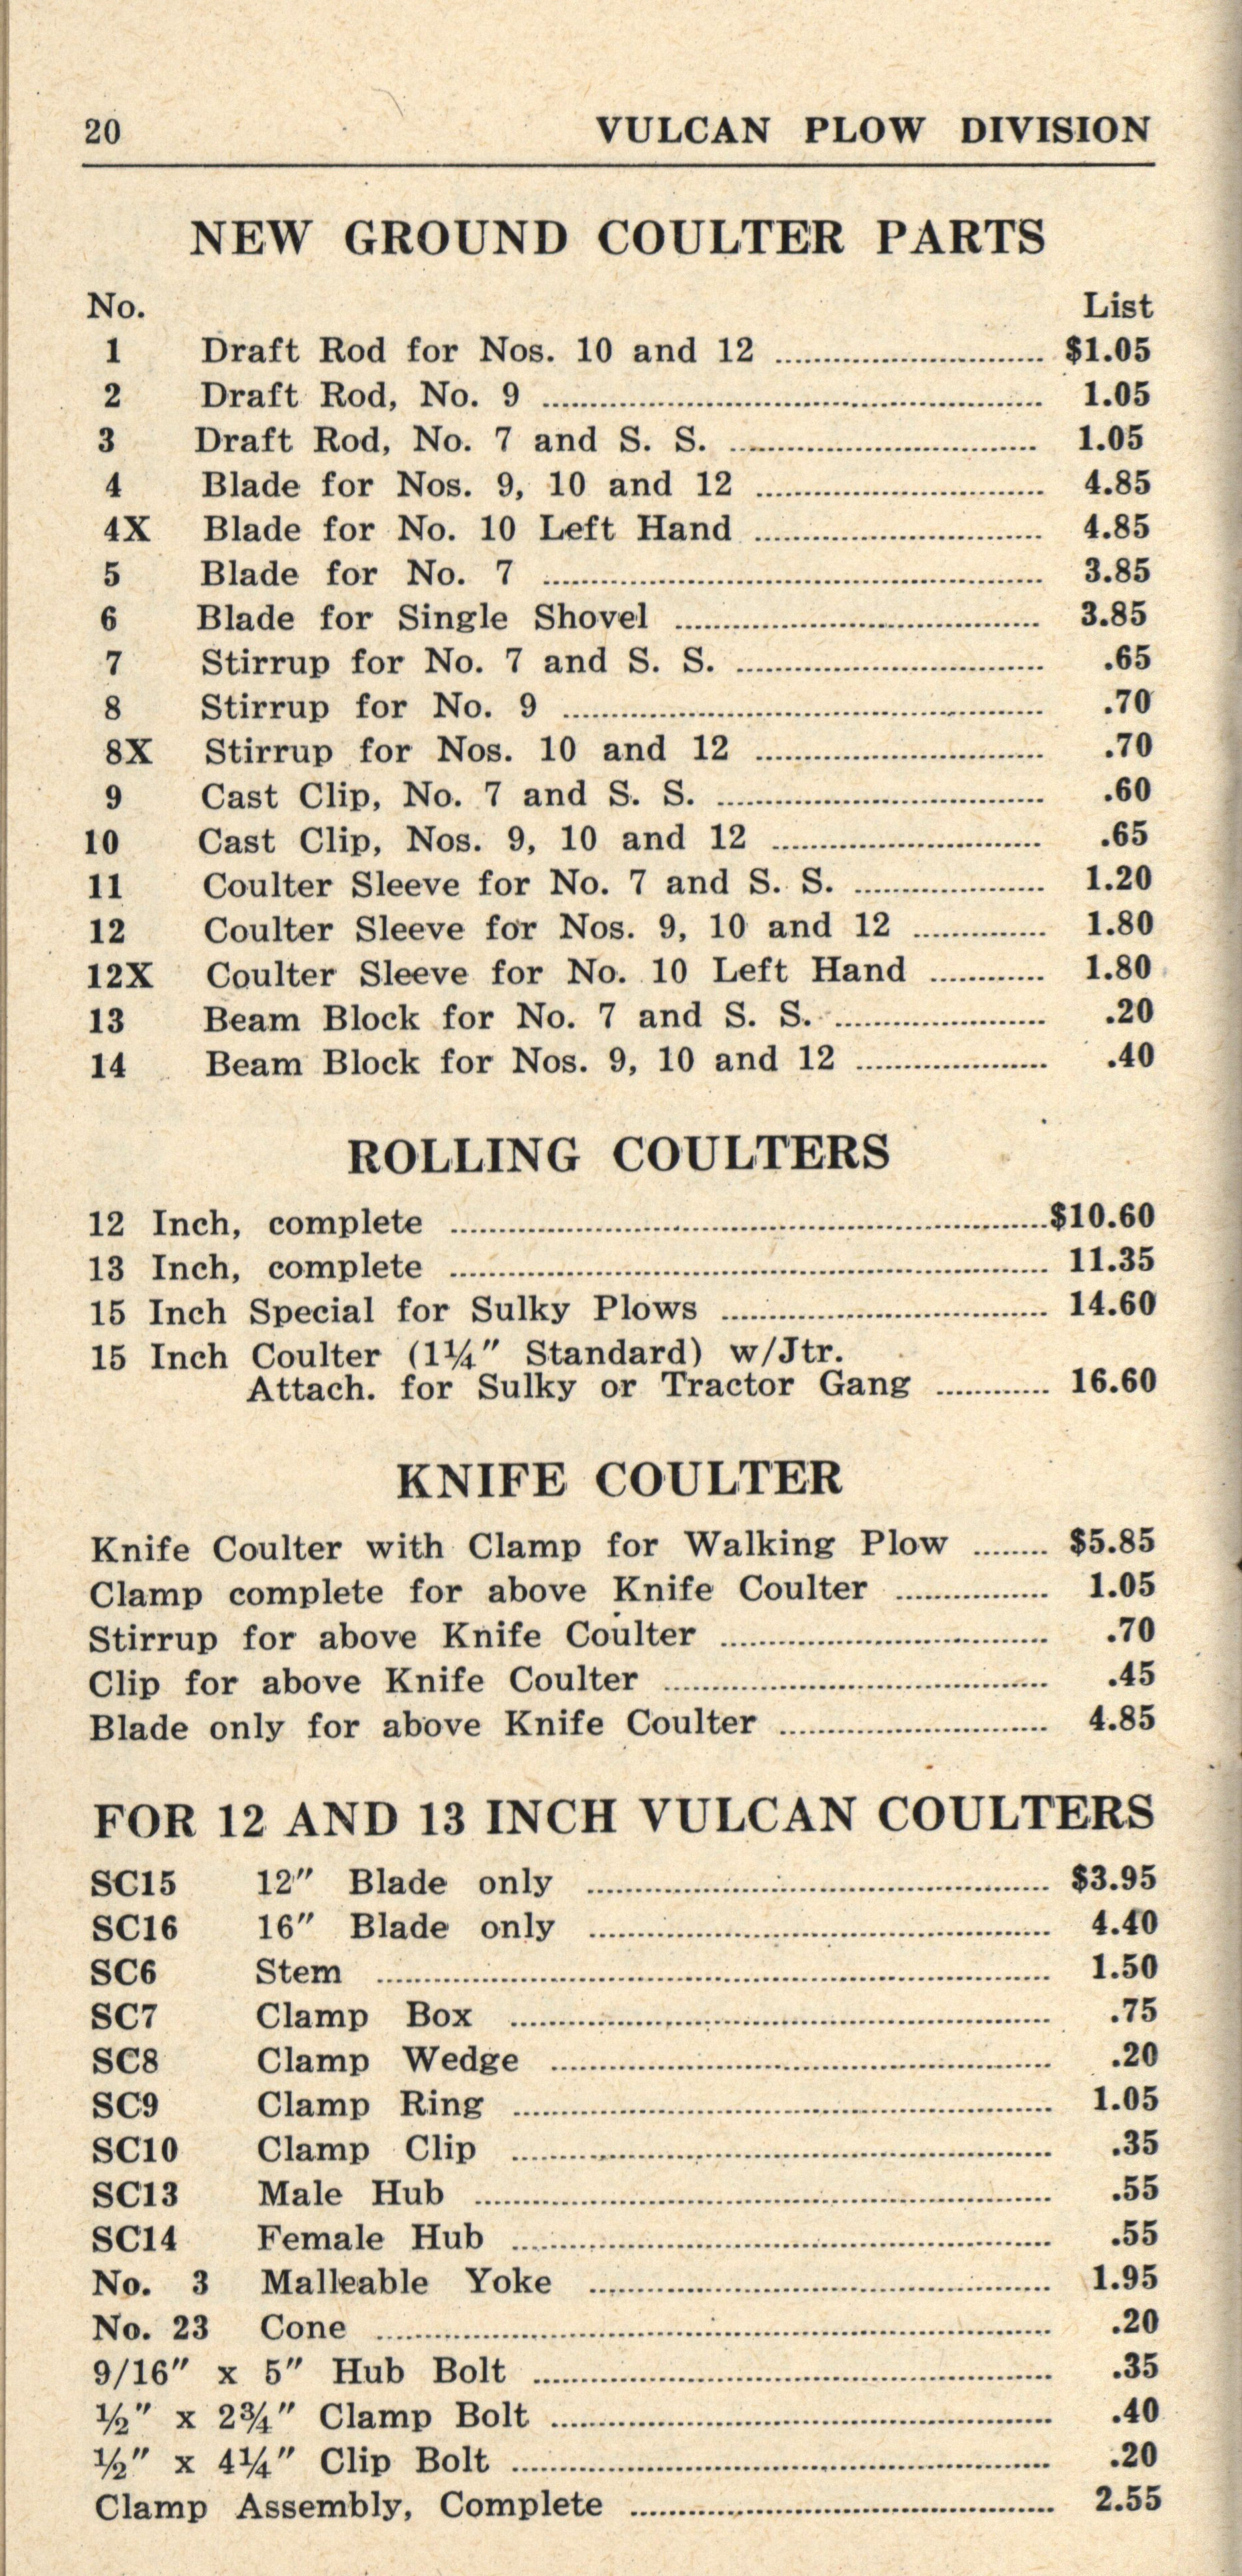 20 VULCAN PLOW DIVISION
NEW GROUND COULTER PARTS
No. List
1 Draft Rod for Nos. 10 and 12 $1.05
2 Draft Rod, No. 9 1.05
3 Draft Rod, No. 7 and S. S. 1.05
4 Blade for Nos. 9, 10 and 12 4.85
4X Blade for No. 10 Left Hand 4.85
5 Blade for No. 7 3.85
6 Blade for Single Shovel 3.85
7 Stirrup for No. 7 and S. S. .65
8 Stirrup for No. 9 .70
8X Stirrup for Nos. 10 and 12 .70
9 Cast Clip, No. 7 and S. S. .60
10 Cast Clip, Nos. 9, 10 and 12 .65
11 Coulter Sleeve for No. 7 and S. S. 1.20
12 Coulter Sleeve for Nos. 9, 10 and 12 1.80
12X Coulter Sleeve for No. 10 Left Hand 1.80
13 Beam Block for No. 7 and S. S. .20
14 Beam Block for Nos. 9, 10 and 12 .40
ROLLING COULTERS
12 Inch, complete $10.60
13 Inch, complete 11.35
15 Inch Special for Sulky Plows 14.60
15 Inch Coulter (1¼" Standard) w/Jtr.
Attach. for Sulky or Tractor Gang 16.60
KNIFE COULTER
Knife Coulter with Clamp for Walking Plow $5.85
Clamp complete for above Knife Coulter 1.05
Stirrup for above Knife Coulter .70
Clip for above Knife Coulter .45
Blade only for above Knife Coulter 4.85
FOR 12 AND 13 INCH VULCAN COULTERS
SC15 12" Blade only $3.95
SC16 16" Blade only 4.40
SC6 Stem 1.50
SC7 Clamp Box .75
SC8 Clamp Wedge .20
SC9 Clamp Ring 1.05
SC10 Clamp Clip .35
SC13 Male Hub .55
SC14 Female Hub .55
No. 3 Malleable Yoke 1.95
No. 23 Cone .20
9/16" x 5" Hub Bolt .35
½" x 2¾" Clamp Bolt .40
½" x 4¼" Clip Bolt .20
Clamp Assembly, Complete 2.55